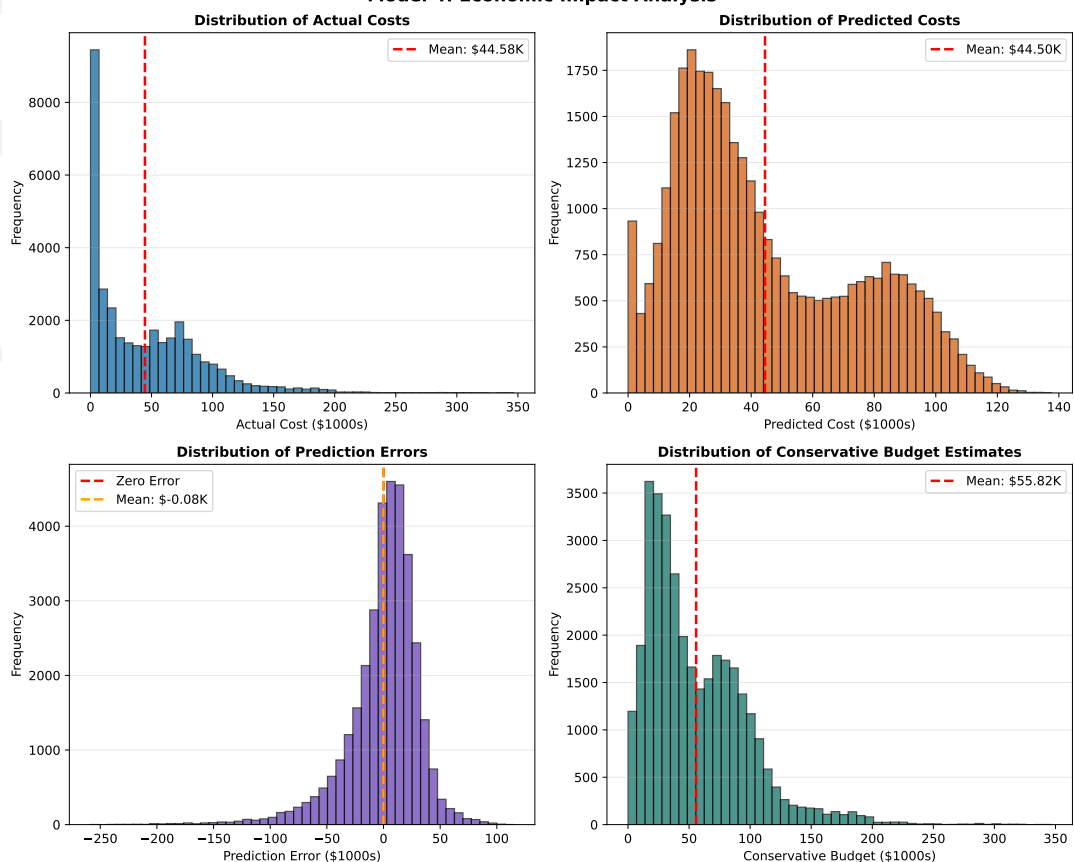 Distribution of Actual Costs
Mean: $44.58K
8000
6000
4000
2000
0
Frequency
0 50 100 150 200 250 300 350
Actual Cost ($1000s)
Distribution of Predicted Costs
Mean: $44.50K
1750
1500
1250
1000
750
500
250
0
Frequency
0 20 40 60 80 100 120 140
Predicted Cost ($1000s)
Distribution of Prediction Errors
Zero Error
Mean: $-0.08K
4000
3000
2000
1000
0
Frequency
−250 −200 −150 −100 −50 0 50 100
Prediction Error ($1000s)
Distribution of Conservative Budget Estimates
Mean: $55.82K
3500
3000
2500
2000
1500
1000
500
0
Frequency
0 50 100 150 200 250 300 350
Conservative Budget ($1000s)